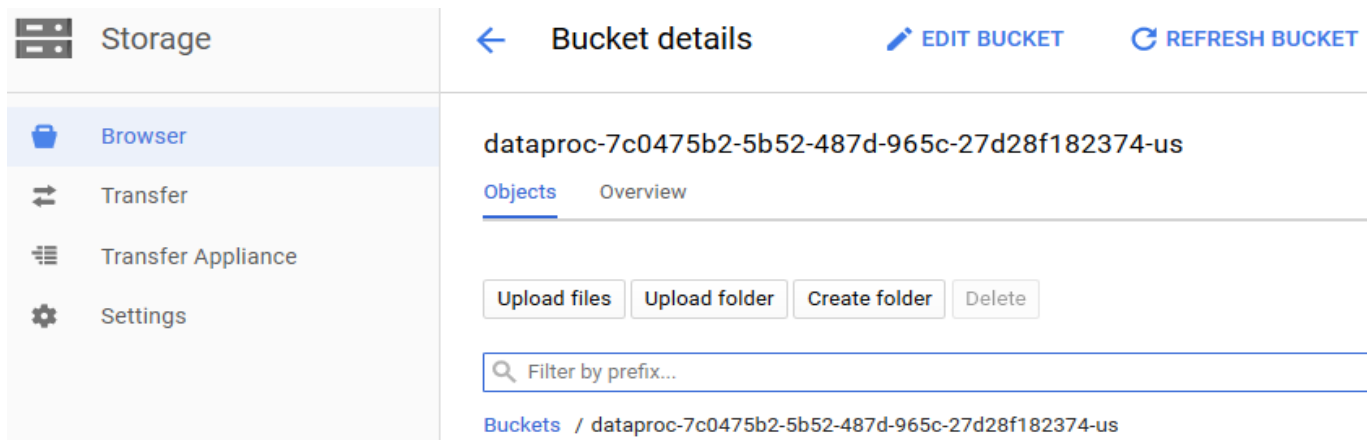 Storage
Bucket details
EDIT BUCKET
REFRESH BUCKET
Browser
Transfer
Transfer Appliance
Settings
dataproc-7c0475b2-5b52-487d-965c-27d28f182374-us
Objects Overview
Upload files Upload folder Create folder Delete
Filter by prefix...
Buckets / dataproc-7c0475b2-5b52-487d-965c-27d28f182374-us